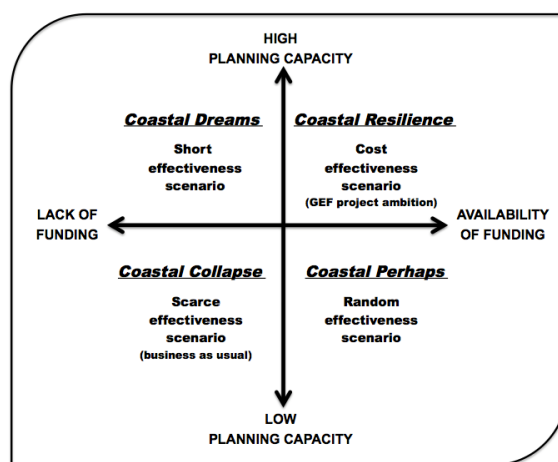 HIGH
PLANNING CAPACITY
Coastal Dreams
Short
effectiveness
scenario
Coastal Resilience
Cost
effectiveness
scenario
(GEF project ambition)
LACK OF
FUNDING
AVAILABILITY
OF FUNDING
Coastal Collapse
Scarce
effectiveness
scenario
(business as usual)
Coastal Perhaps
Random
effectiveness
scenario
LOW
PLANNING CAPACITY